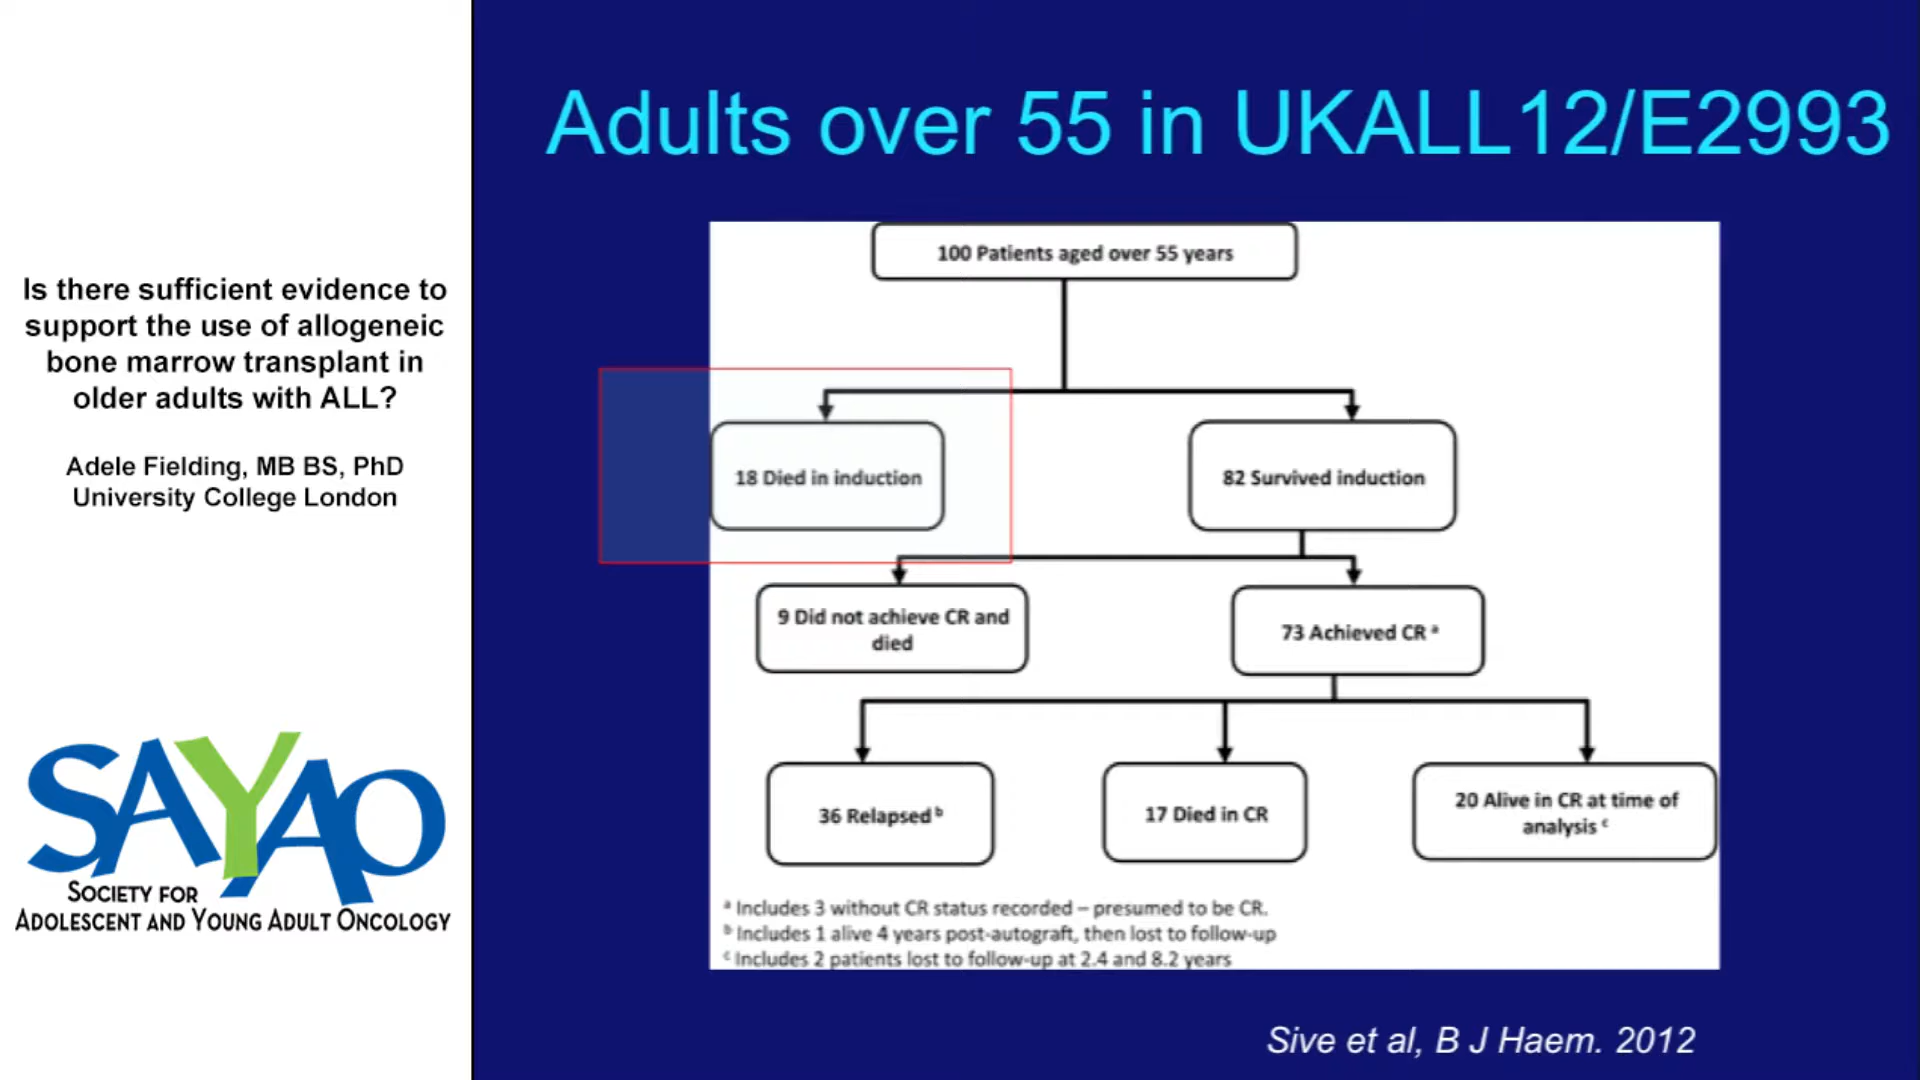 Is there sufficient evidence to
support the use of allogeneic
bone marrow transplant in
older adults with ALL?
Adele Fielding, MB BS, PhD
University College London
SAYAO
SOCIETY FOR
ADOLESCENT AND YOUNG ADULT ONCOLOGY
Adults over 55 in UKALL12/E2993
100 Patients aged over 55 years
18 Died in induction
82 Survived induction
9 Did not achieve CR and
died
73 Achieved CR ᵃ
36 Relapsed ᵇ
17 Died in CR
20 Alive in CR at time of
analysis ᶜ
ᵃ Includes 3 without CR status recorded – presumed to be CR.
ᵇ Includes 1 alive 4 years post-autograft, then lost to follow-up
ᶜ Includes 2 patients lost to follow-up at 2.4 and 8.2 years
Sive et al, B J Haem. 2012